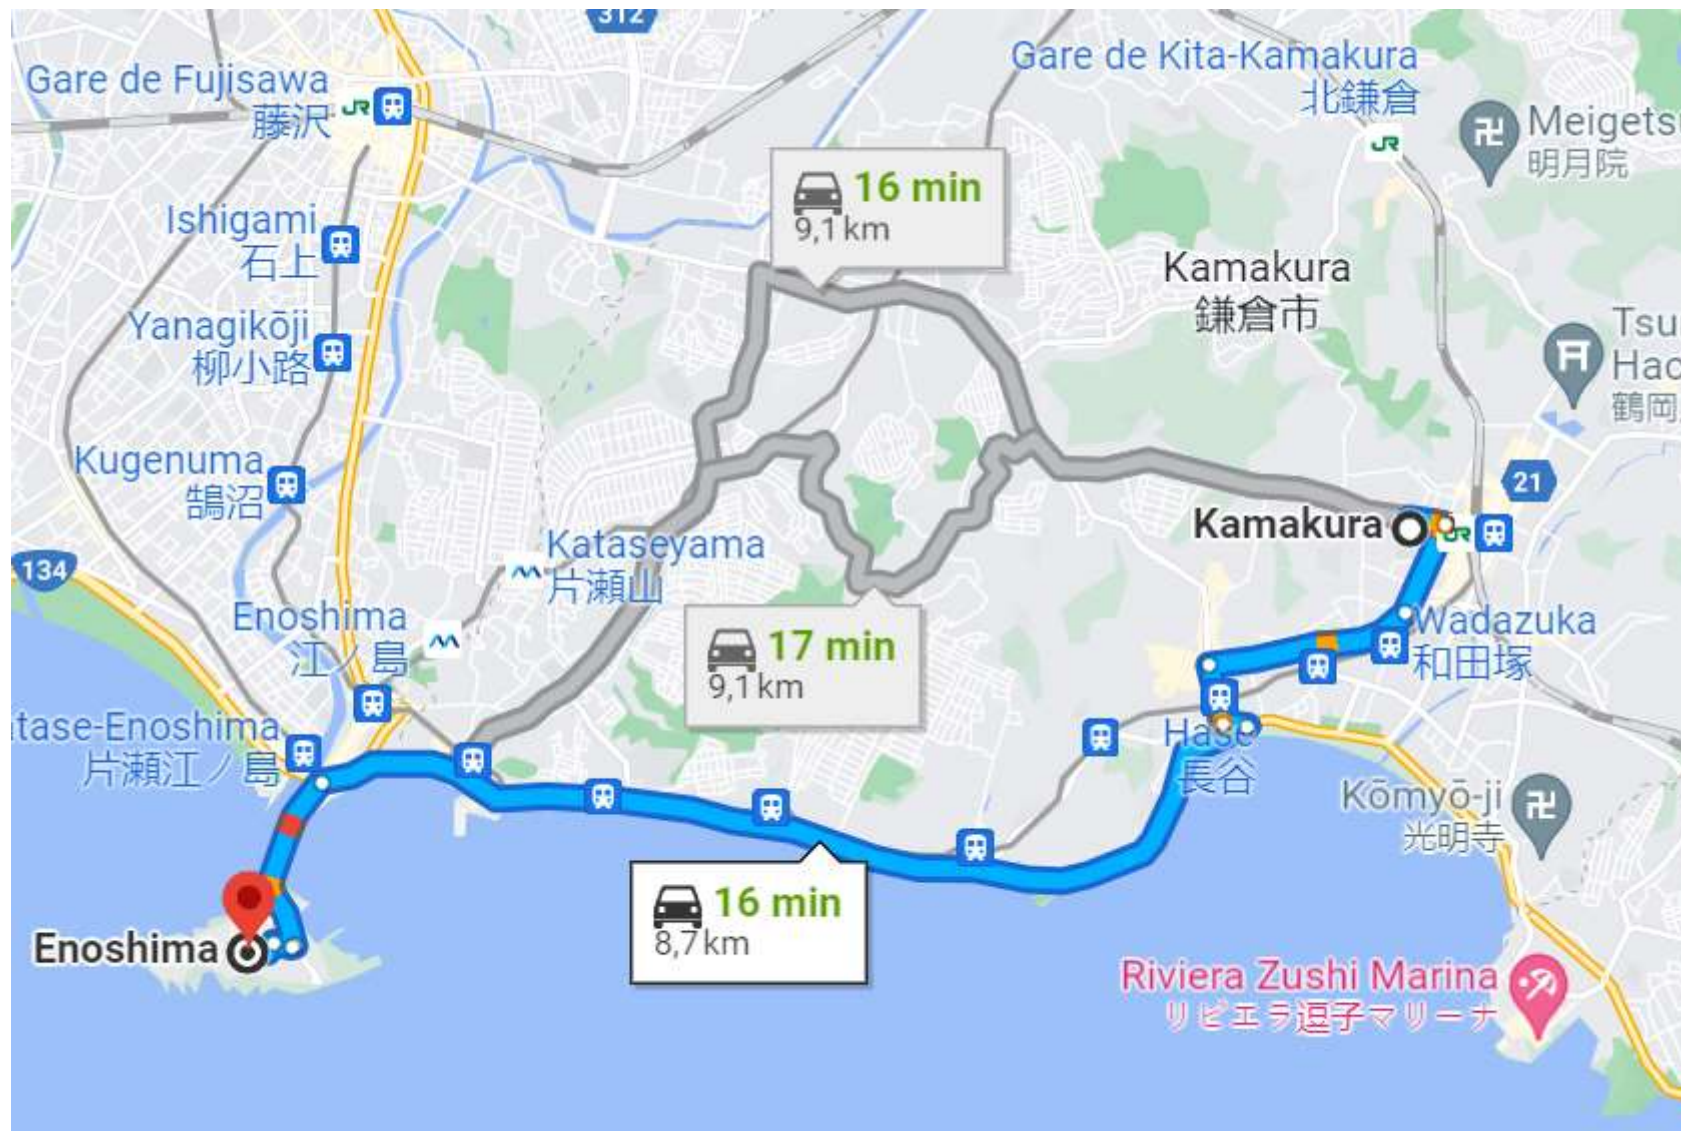 312
Gare de Fujisawa
藤沢
JR
Gare de Kita-Kamakura
北鎌倉
JR
Meigets
明月院
16 min
9,1 km
Ishigami
石上
Kamakura
鎌倉市
Yanagikōji
柳小路
Tsu
Hac
鶴岡
Kugenuma
鵠沼
21
Kamakura
JR
134
Kataseyama
片瀬山
Enoshima
江ノ島
17 min
9,1 km
Wadazuka
和田塚
tase-Enoshima
片瀬江ノ島
Hase
長谷
Kōmyō-ji
光明寺
16 min
8,7 km
Enoshima
Riviera Zushi Marina
リビエラ逗子マリーナ